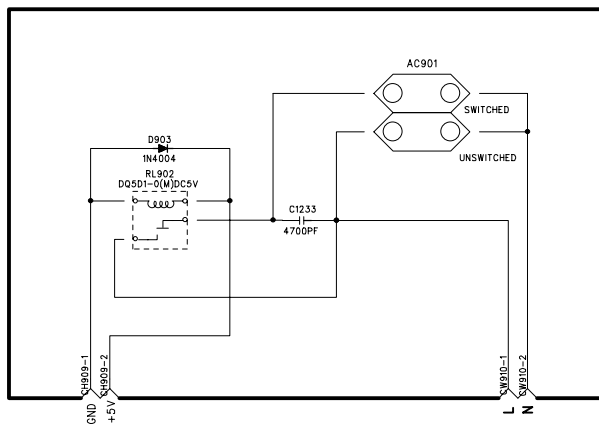 AC901
SWITCHED
UNSWITCHED
D903
1N4004
RL902
DQ5D1-0(M)DC5V
C1233
4700PF
CH909-1
CH909-2
CW910-1
CW910-2
GND
+5V
L
N